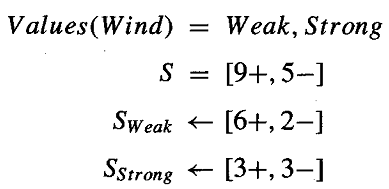 Values(Wind) = Weak, Strong
S = [9+, 5−]
S_Weak ← [6+, 2−]
S_Strong ← [3+, 3−]